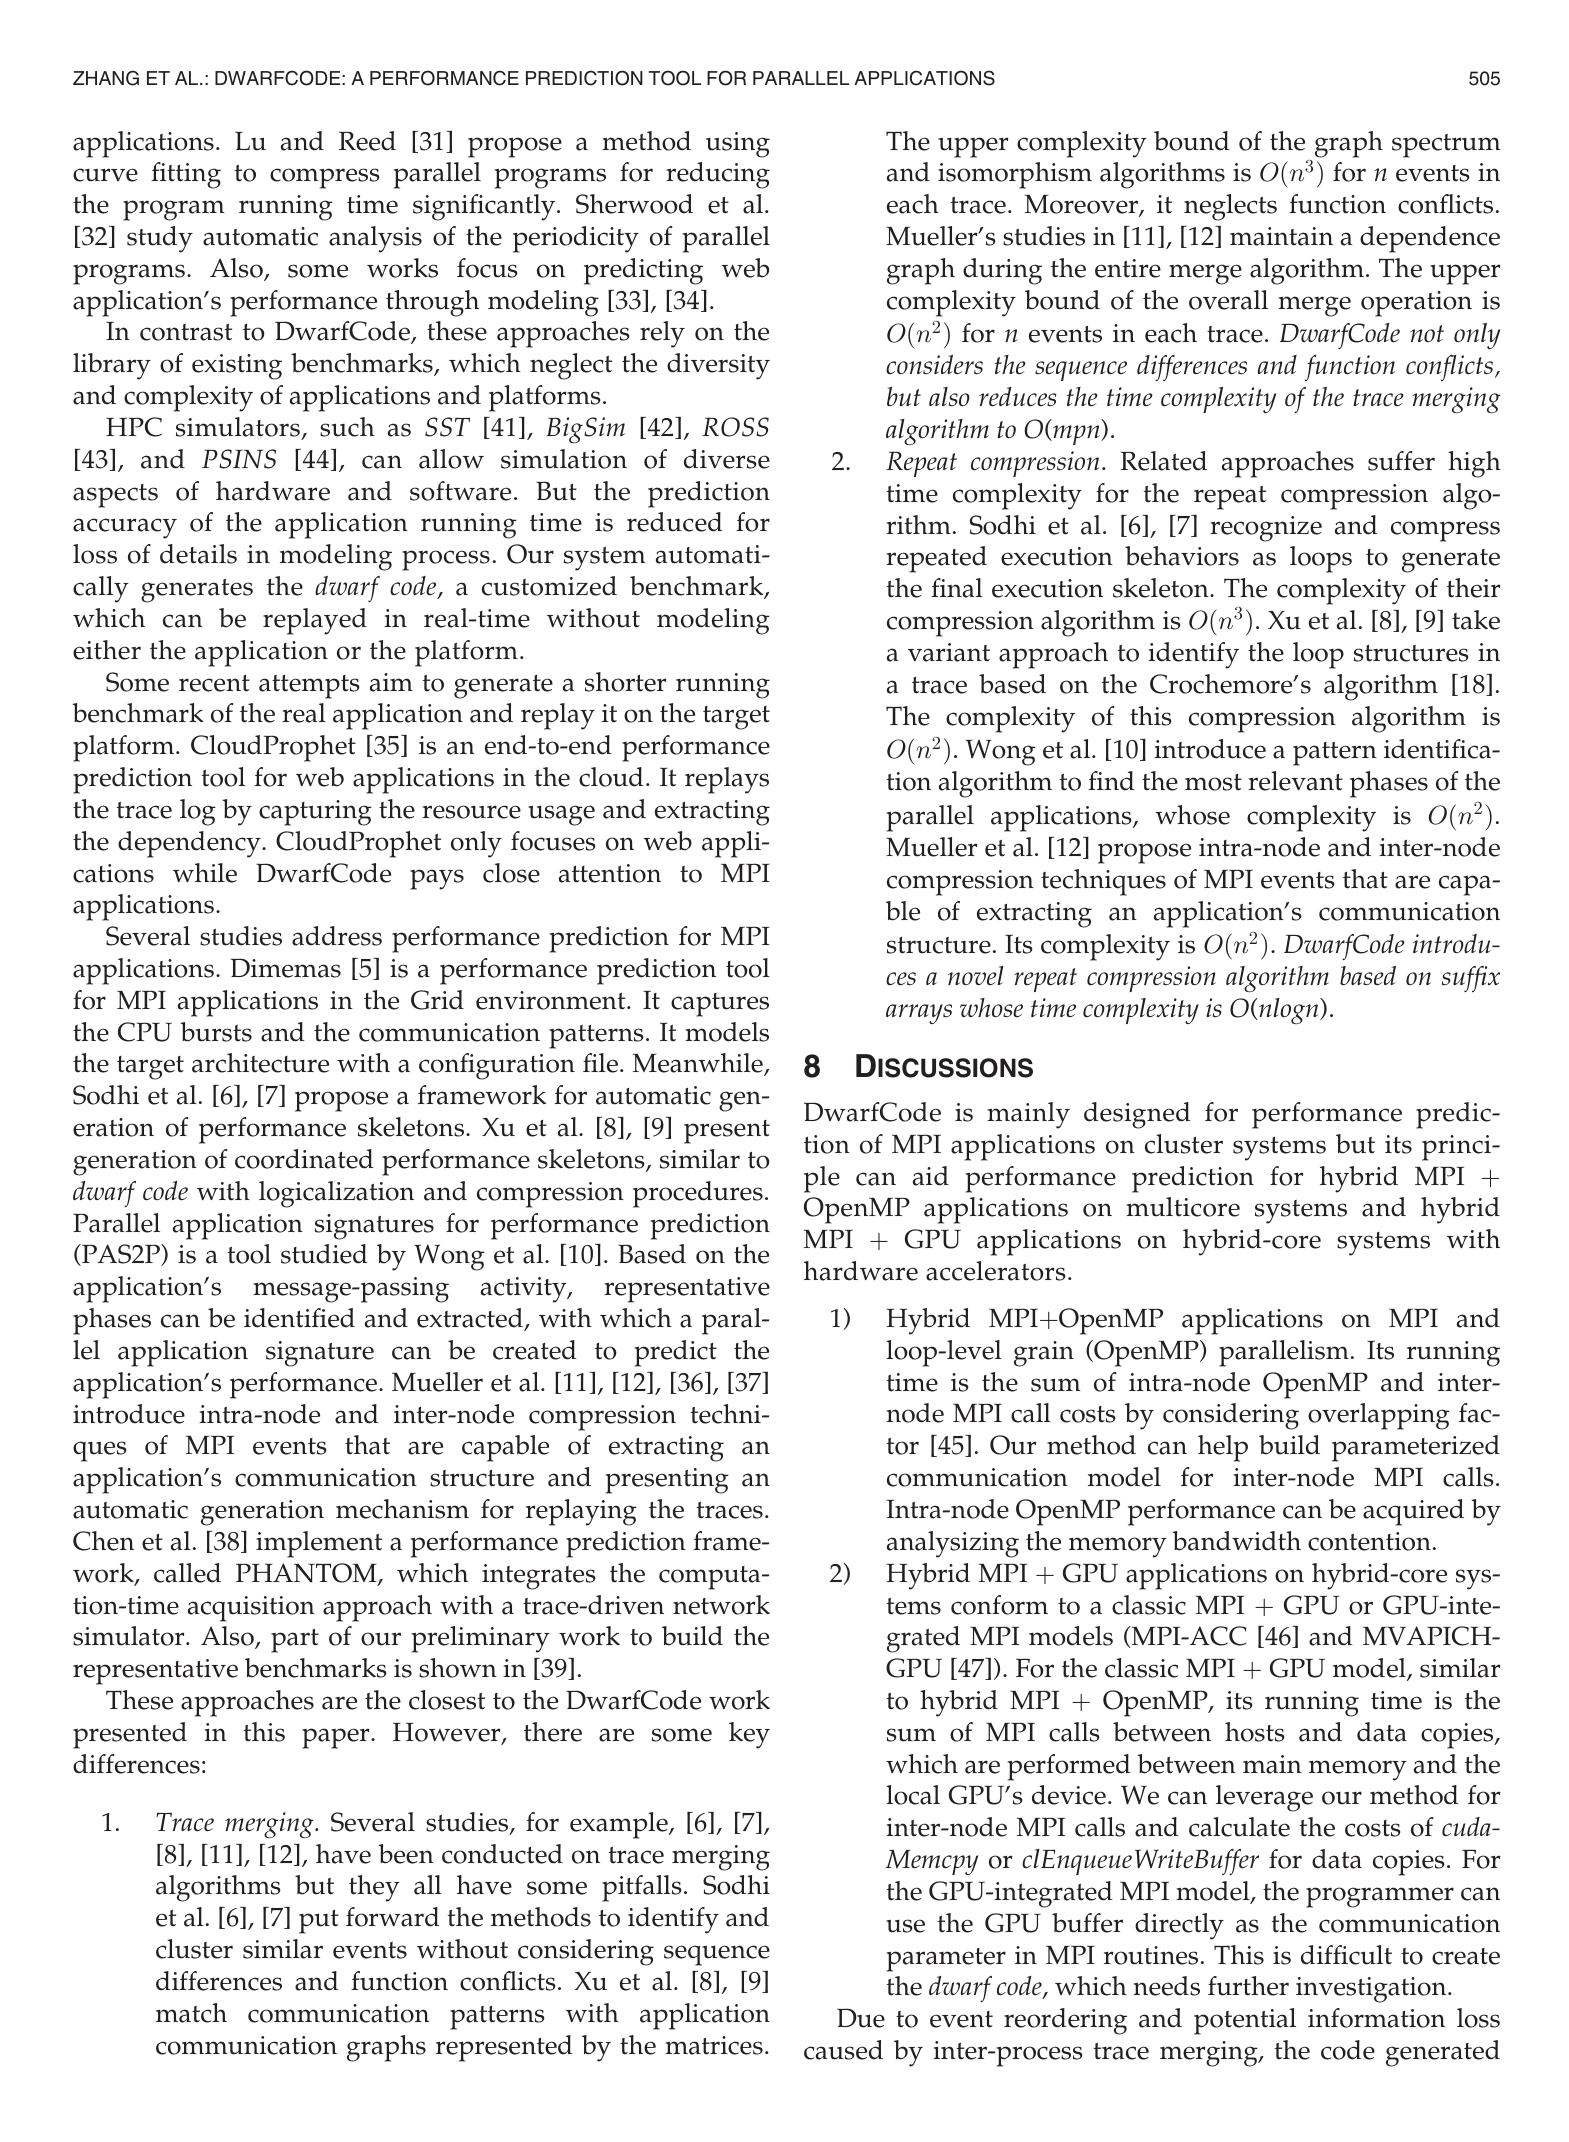 ZHANG ET AL.: DWARFCODE: A PERFORMANCE PREDICTION TOOL FOR PARALLEL APPLICATIONS 505
applications. Lu and Reed [31] propose a method using
curve fitting to compress parallel programs for reducing
the program running time significantly. Sherwood et al.
[32] study automatic analysis of the periodicity of parallel
programs. Also, some works focus on predicting web
application's performance through modeling [33], [34].
In contrast to DwarfCode, these approaches rely on the
library of existing benchmarks, which neglect the diversity
and complexity of applications and platforms.
HPC simulators, such as SST [41], BigSim [42], ROSS
[43], and PSINS [44], can allow simulation of diverse
aspects of hardware and software. But the prediction
accuracy of the application running time is reduced for
loss of details in modeling process. Our system automati-
cally generates the dwarf code, a customized benchmark,
which can be replayed in real-time without modeling
either the application or the platform.
Some recent attempts aim to generate a shorter running
benchmark of the real application and replay it on the target
platform. CloudProphet [35] is an end-to-end performance
prediction tool for web applications in the cloud. It replays
the trace log by capturing the resource usage and extracting
the dependency. CloudProphet only focuses on web appli-
cations while DwarfCode pays close attention to MPI
applications.
Several studies address performance prediction for MPI
applications. Dimemas [5] is a performance prediction tool
for MPI applications in the Grid environment. It captures
the CPU bursts and the communication patterns. It models
the target architecture with a configuration file. Meanwhile,
Sodhi et al. [6], [7] propose a framework for automatic gen-
eration of performance skeletons. Xu et al. [8], [9] present
generation of coordinated performance skeletons, similar to
dwarf code with logicalization and compression procedures.
Parallel application signatures for performance prediction
(PAS2P) is a tool studied by Wong et al. [10]. Based on the
application's message-passing activity, representative
phases can be identified and extracted, with which a paral-
lel application signature can be created to predict the
application's performance. Mueller et al. [11], [12], [36], [37]
introduce intra-node and inter-node compression techni-
ques of MPI events that are capable of extracting an
application's communication structure and presenting an
automatic generation mechanism for replaying the traces.
Chen et al. [38] implement a performance prediction frame-
work, called PHANTOM, which integrates the computa-
tion-time acquisition approach with a trace-driven network
simulator. Also, part of our preliminary work to build the
representative benchmarks is shown in [39].
These approaches are the closest to the DwarfCode work
presented in this paper. However, there are some key
differences:
1. Trace merging. Several studies, for example, [6], [7],
[8], [11], [12], have been conducted on trace merging
algorithms but they all have some pitfalls. Sodhi
et al. [6], [7] put forward the methods to identify and
cluster similar events without considering sequence
differences and function conflicts. Xu et al. [8], [9]
match communication patterns with application
communication graphs represented by the matrices.
The upper complexity bound of the graph spectrum
and isomorphism algorithms is O(n³) for n events in
each trace. Moreover, it neglects function conflicts.
Mueller's studies in [11], [12] maintain a dependence
graph during the entire merge algorithm. The upper
complexity bound of the overall merge operation is
O(n²) for n events in each trace. DwarfCode not only
considers the sequence differences and function conflicts,
but also reduces the time complexity of the trace merging
algorithm to O(mpn).
2. Repeat compression. Related approaches suffer high
time complexity for the repeat compression algo-
rithm. Sodhi et al. [6], [7] recognize and compress
repeated execution behaviors as loops to generate
the final execution skeleton. The complexity of their
compression algorithm is O(n³). Xu et al. [8], [9] take
a variant approach to identify the loop structures in
a trace based on the Crochemore's algorithm [18].
The complexity of this compression algorithm is
O(n²). Wong et al. [10] introduce a pattern identifica-
tion algorithm to find the most relevant phases of the
parallel applications, whose complexity is O(n²).
Mueller et al. [12] propose intra-node and inter-node
compression techniques of MPI events that are capa-
ble of extracting an application's communication
structure. Its complexity is O(n²). DwarfCode introdu-
ces a novel repeat compression algorithm based on suffix
arrays whose time complexity is O(nlogn).
8 DISCUSSIONS
DwarfCode is mainly designed for performance predic-
tion of MPI applications on cluster systems but its princi-
ple can aid performance prediction for hybrid MPI +
OpenMP applications on multicore systems and hybrid
MPI + GPU applications on hybrid-core systems with
hardware accelerators.
1) Hybrid MPI+OpenMP applications on MPI and
loop-level grain (OpenMP) parallelism. Its running
time is the sum of intra-node OpenMP and inter-
node MPI call costs by considering overlapping fac-
tor [45]. Our method can help build parameterized
communication model for inter-node MPI calls.
Intra-node OpenMP performance can be acquired by
analysizing the memory bandwidth contention.
2) Hybrid MPI + GPU applications on hybrid-core sys-
tems conform to a classic MPI + GPU or GPU-inte-
grated MPI models (MPI-ACC [46] and MVAPICH-
GPU [47]). For the classic MPI + GPU model, similar
to hybrid MPI + OpenMP, its running time is the
sum of MPI calls between hosts and data copies,
which are performed between main memory and the
local GPU's device. We can leverage our method for
inter-node MPI calls and calculate the costs of cuda-
Memcpy or clEnqueueWriteBuffer for data copies. For
the GPU-integrated MPI model, the programmer can
use the GPU buffer directly as the communication
parameter in MPI routines. This is difficult to create
the dwarf code, which needs further investigation.
Due to event reordering and potential information loss
caused by inter-process trace merging, the code generated